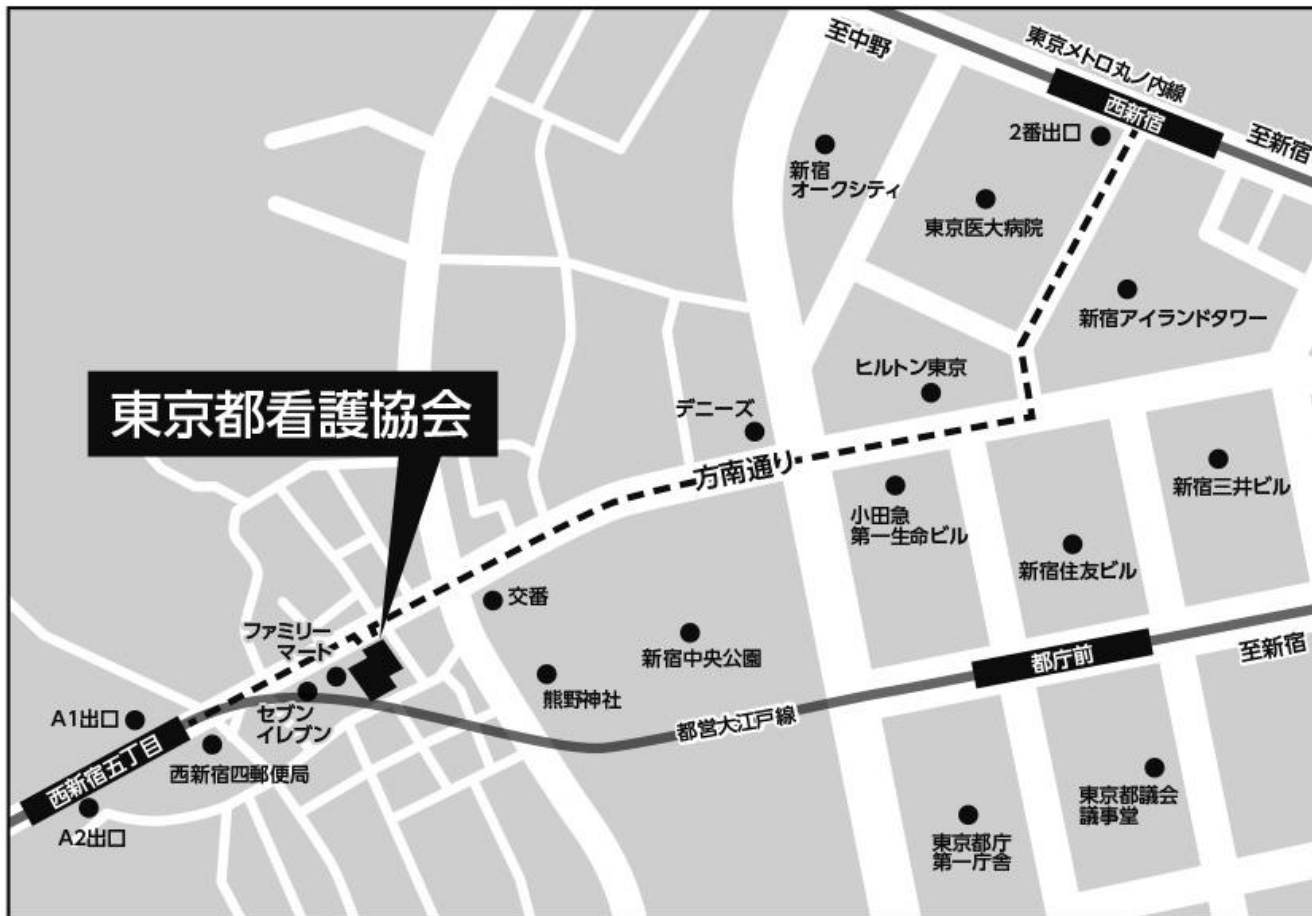 至中野
東京メトロ丸ノ内線
西新宿
至新宿
2番出口
新宿
オークシティ
東京医大病院
新宿アイランドタワー
ヒルトン東京
デニーズ
東京都看護協会
方南通り
小田急
第一生命ビル
新宿三井ビル
新宿住友ビル
交番
新宿中央公園
熊野神社
ファミリー
マート
セブン
イレブン
都庁前
至新宿
都営大江戸線
A1出口
西新宿五丁目
西新宿四郵便局
A2出口
東京都議会
議事堂
東京都庁
第一庁舎